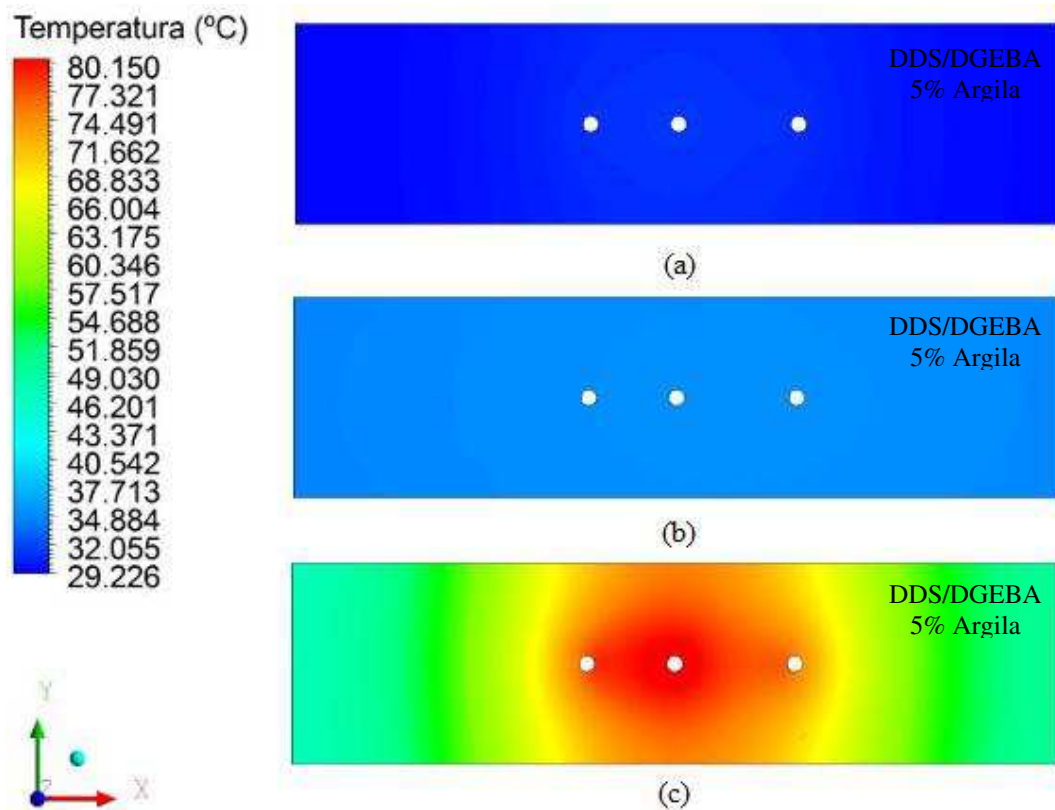 Temperatura (ºC)
80.150
77.321
74.491
71.662
68.833
66.004
63.175
60.346
57.517
54.688
51.859
49.030
46.201
43.371
40.542
37.713
34.884
32.055
29.226
DDS/DGEBA
5% Argila
(a)
DDS/DGEBA
5% Argila
(b)
DDS/DGEBA
5% Argila
(c)
Y
Z
X